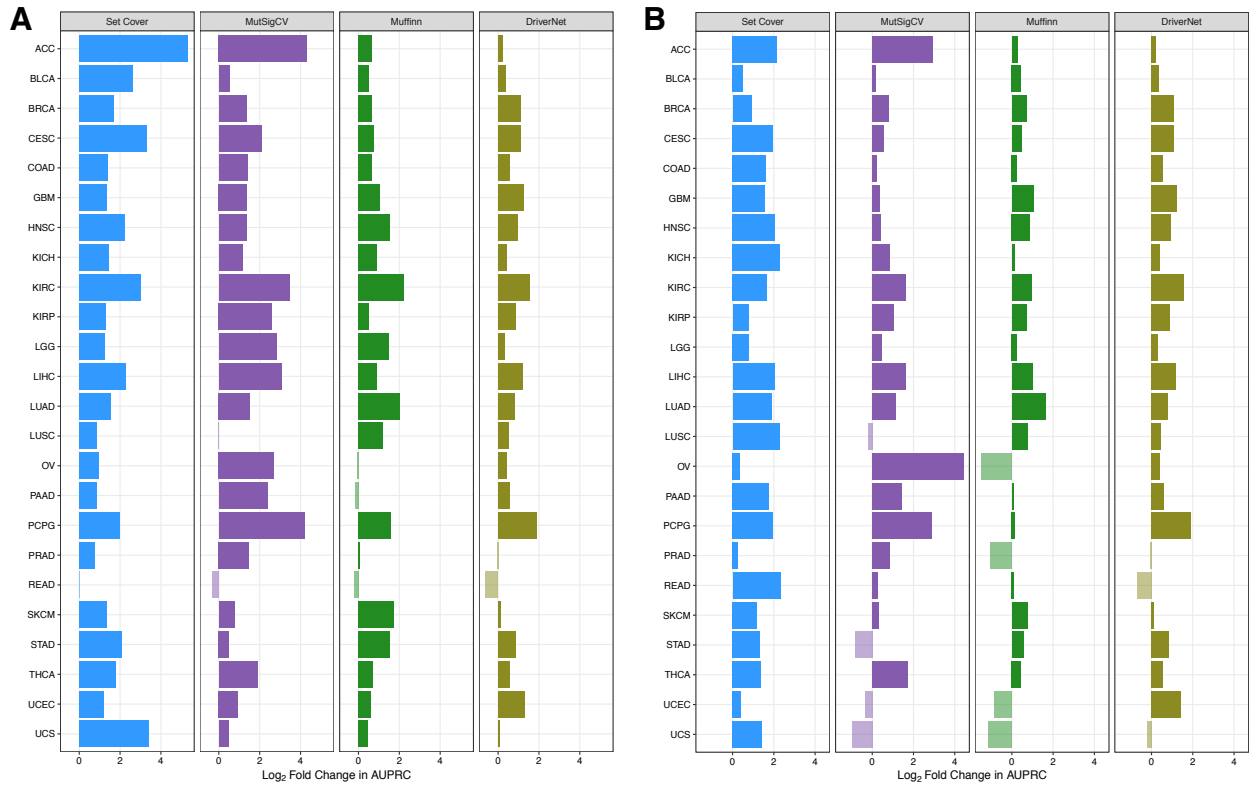 A
Set Cover MutSigCV Muffinn DriverNet
ACC
BLCA
BRCA
CESC
COAD
GBM
HNSC
KICH
KIRC
KIRP
LGG
LIHC
LUAD
LUSC
OV
PAAD
PCPG
PRAD
READ
SKCM
STAD
THCA
UCEC
UCS
0 2 4 0 2 4 0 2 4 0 2 4
Log₂ Fold Change in AUPRC
B
Set Cover MutSigCV Muffinn DriverNet
ACC
BLCA
BRCA
CESC
COAD
GBM
HNSC
KICH
KIRC
KIRP
LGG
LIHC
LUAD
LUSC
OV
PAAD
PCPG
PRAD
READ
SKCM
STAD
THCA
UCEC
UCS
0 2 4 0 2 4 0 2 4 0 2 4
Log₂ Fold Change in AUPRC